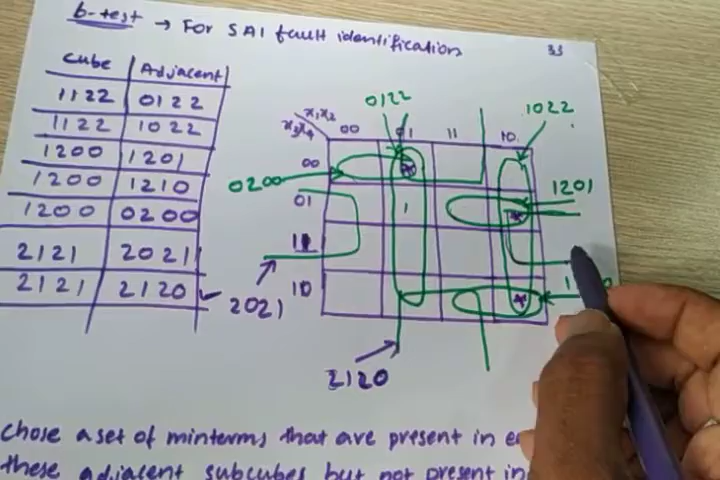 b-test → For SA1 fault identification
33
Cube Adjacent
1122 0122
1122 1022
1200 1201
1200 1210
1200 0200
2121 2021
2121 2120
0122
1022
x1x2
x3x4
00 11 10
00
01 1
11
10
0200
1201
2021
2120
chose a set of minterms that are present in
these adjacent subcubes but not present in